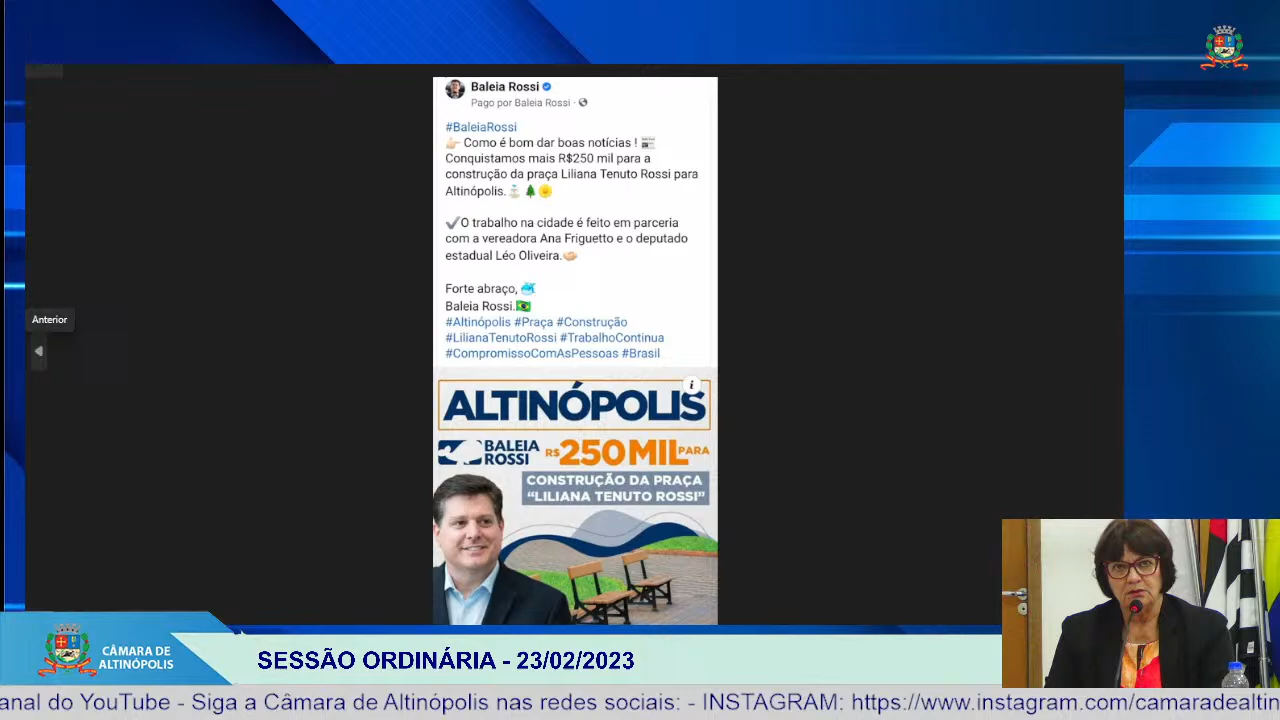 Baleia Rossi
Pago por Baleia Rossi ·
#BaleiaRossi
Como é bom dar boas notícias !
Conquistamos mais R$250 mil para a
construção da praça Liliana Tenuto Rossi para
Altinópolis.
O trabalho na cidade é feito em parceria
com a vereadora Ana Friguetto e o deputado
estadual Léo Oliveira.
Forte abraço,
Baleia Rossi.
#Altinópolis #Praça #Construção
#LilianaTenutoRossi #TrabalhoContinua
#CompromissoComAsPessoas #Brasil
Anterior
ALTINÓPOLIS
BALEIA
ROSSI
R$250 MIL PARA
CONSTRUÇÃO DA PRAÇA
“LILIANA TENUTO ROSSI”
CÂMARA DE
ALTINÓPOLIS
SESSÃO ORDINÁRIA - 23/02/2023
anal do YouTube - Siga a Câmara de Altinópolis nas redes sociais: - INSTAGRAM: https://www.instagram.com/camaradealtin